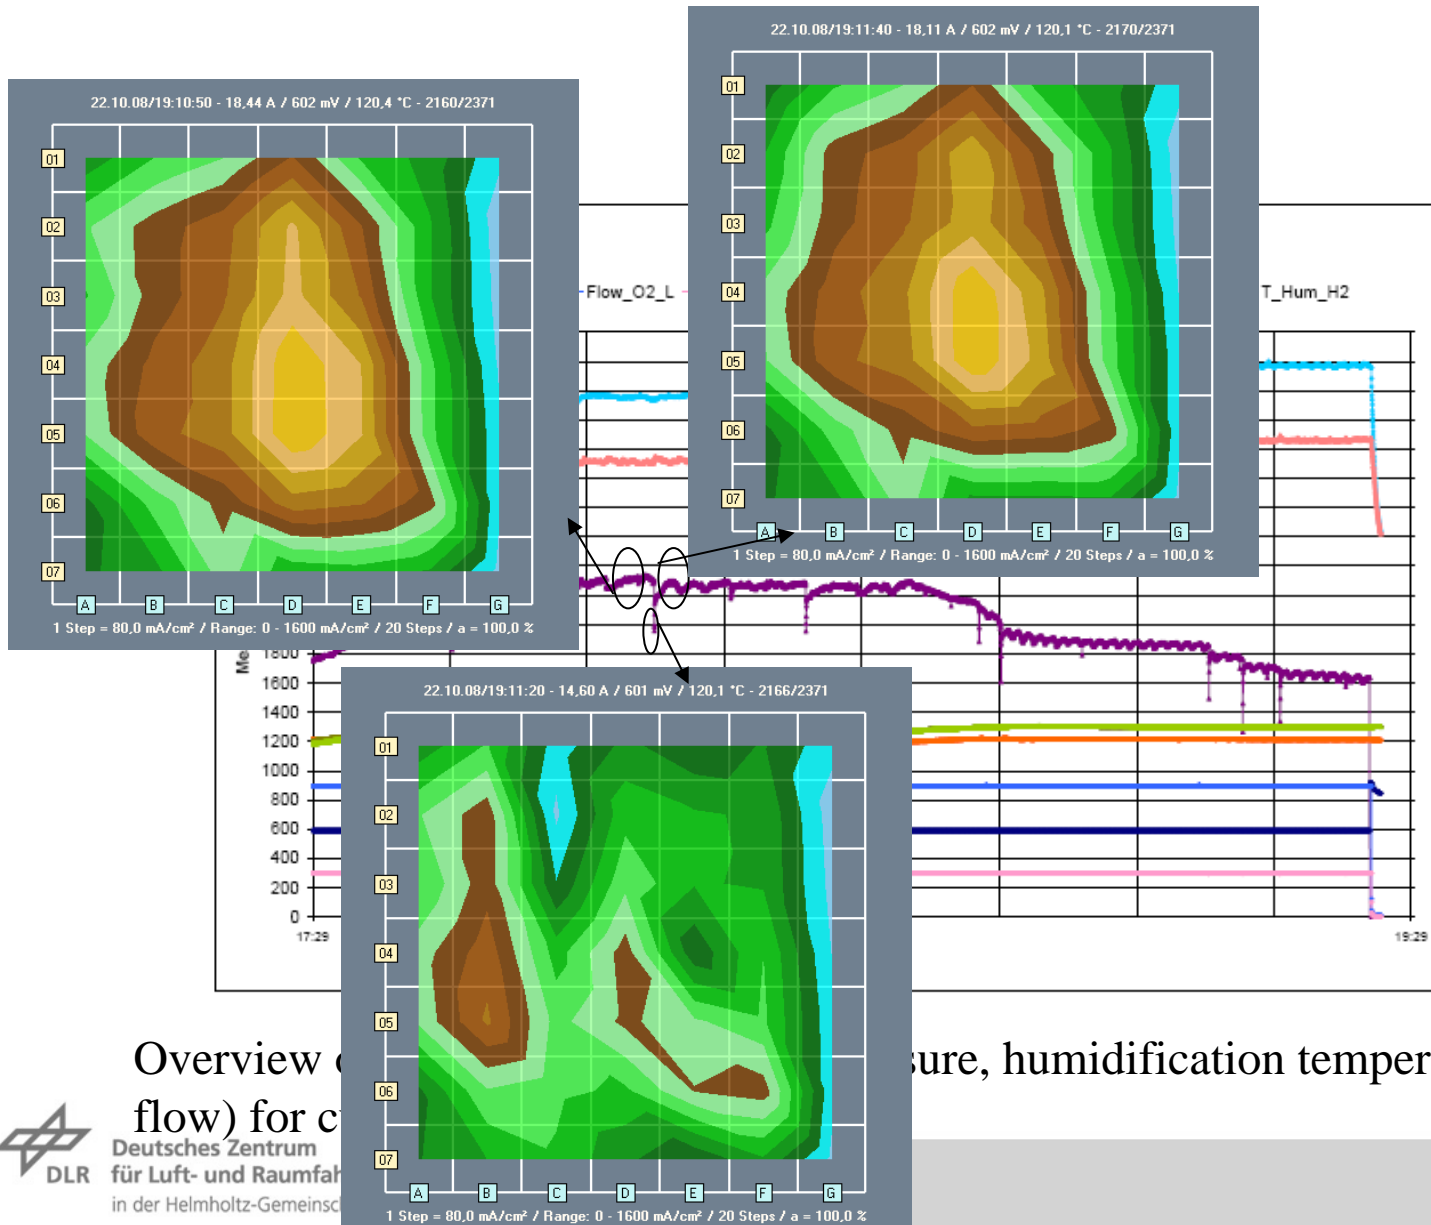 22.10.08/19:11:40 - 18,11 A / 602 mV / 120,1 °C - 2170/2371
01
02
03
04
05
06
07
A B C D E F G
1 Step = 80,0 mA/cm² / Range: 0 - 1600 mA/cm² / 20 Steps / a = 100,0 %
22.10.08/19:10:50 - 18,44 A / 602 mV / 120,4 °C - 2160/2371
01
02
03
04
05
06
07
A B C D E F G
1 Step = 80,0 mA/cm² / Range: 0 - 1600 mA/cm² / 20 Steps / a = 100,0 %
Flow_O2_L
T_Hum_H2
1800
1600
1400
1200
1000
800
600
400
200
0
17:29
19:29
22.10.08/19:11:20 - 14,60 A / 601 mV / 120,1 °C - 2166/2371
01
02
03
04
05
06
07
A B C D E F G
1 Step = 80,0 mA/cm² / Range: 0 - 1600 mA/cm² / 20 Steps / a = 100,0 %
Overview sure, humidification temper
flow) for
DLR
Deutsches Zentrum
für Luft- und Raumfah
in der Helmholtz-Gemeinsc